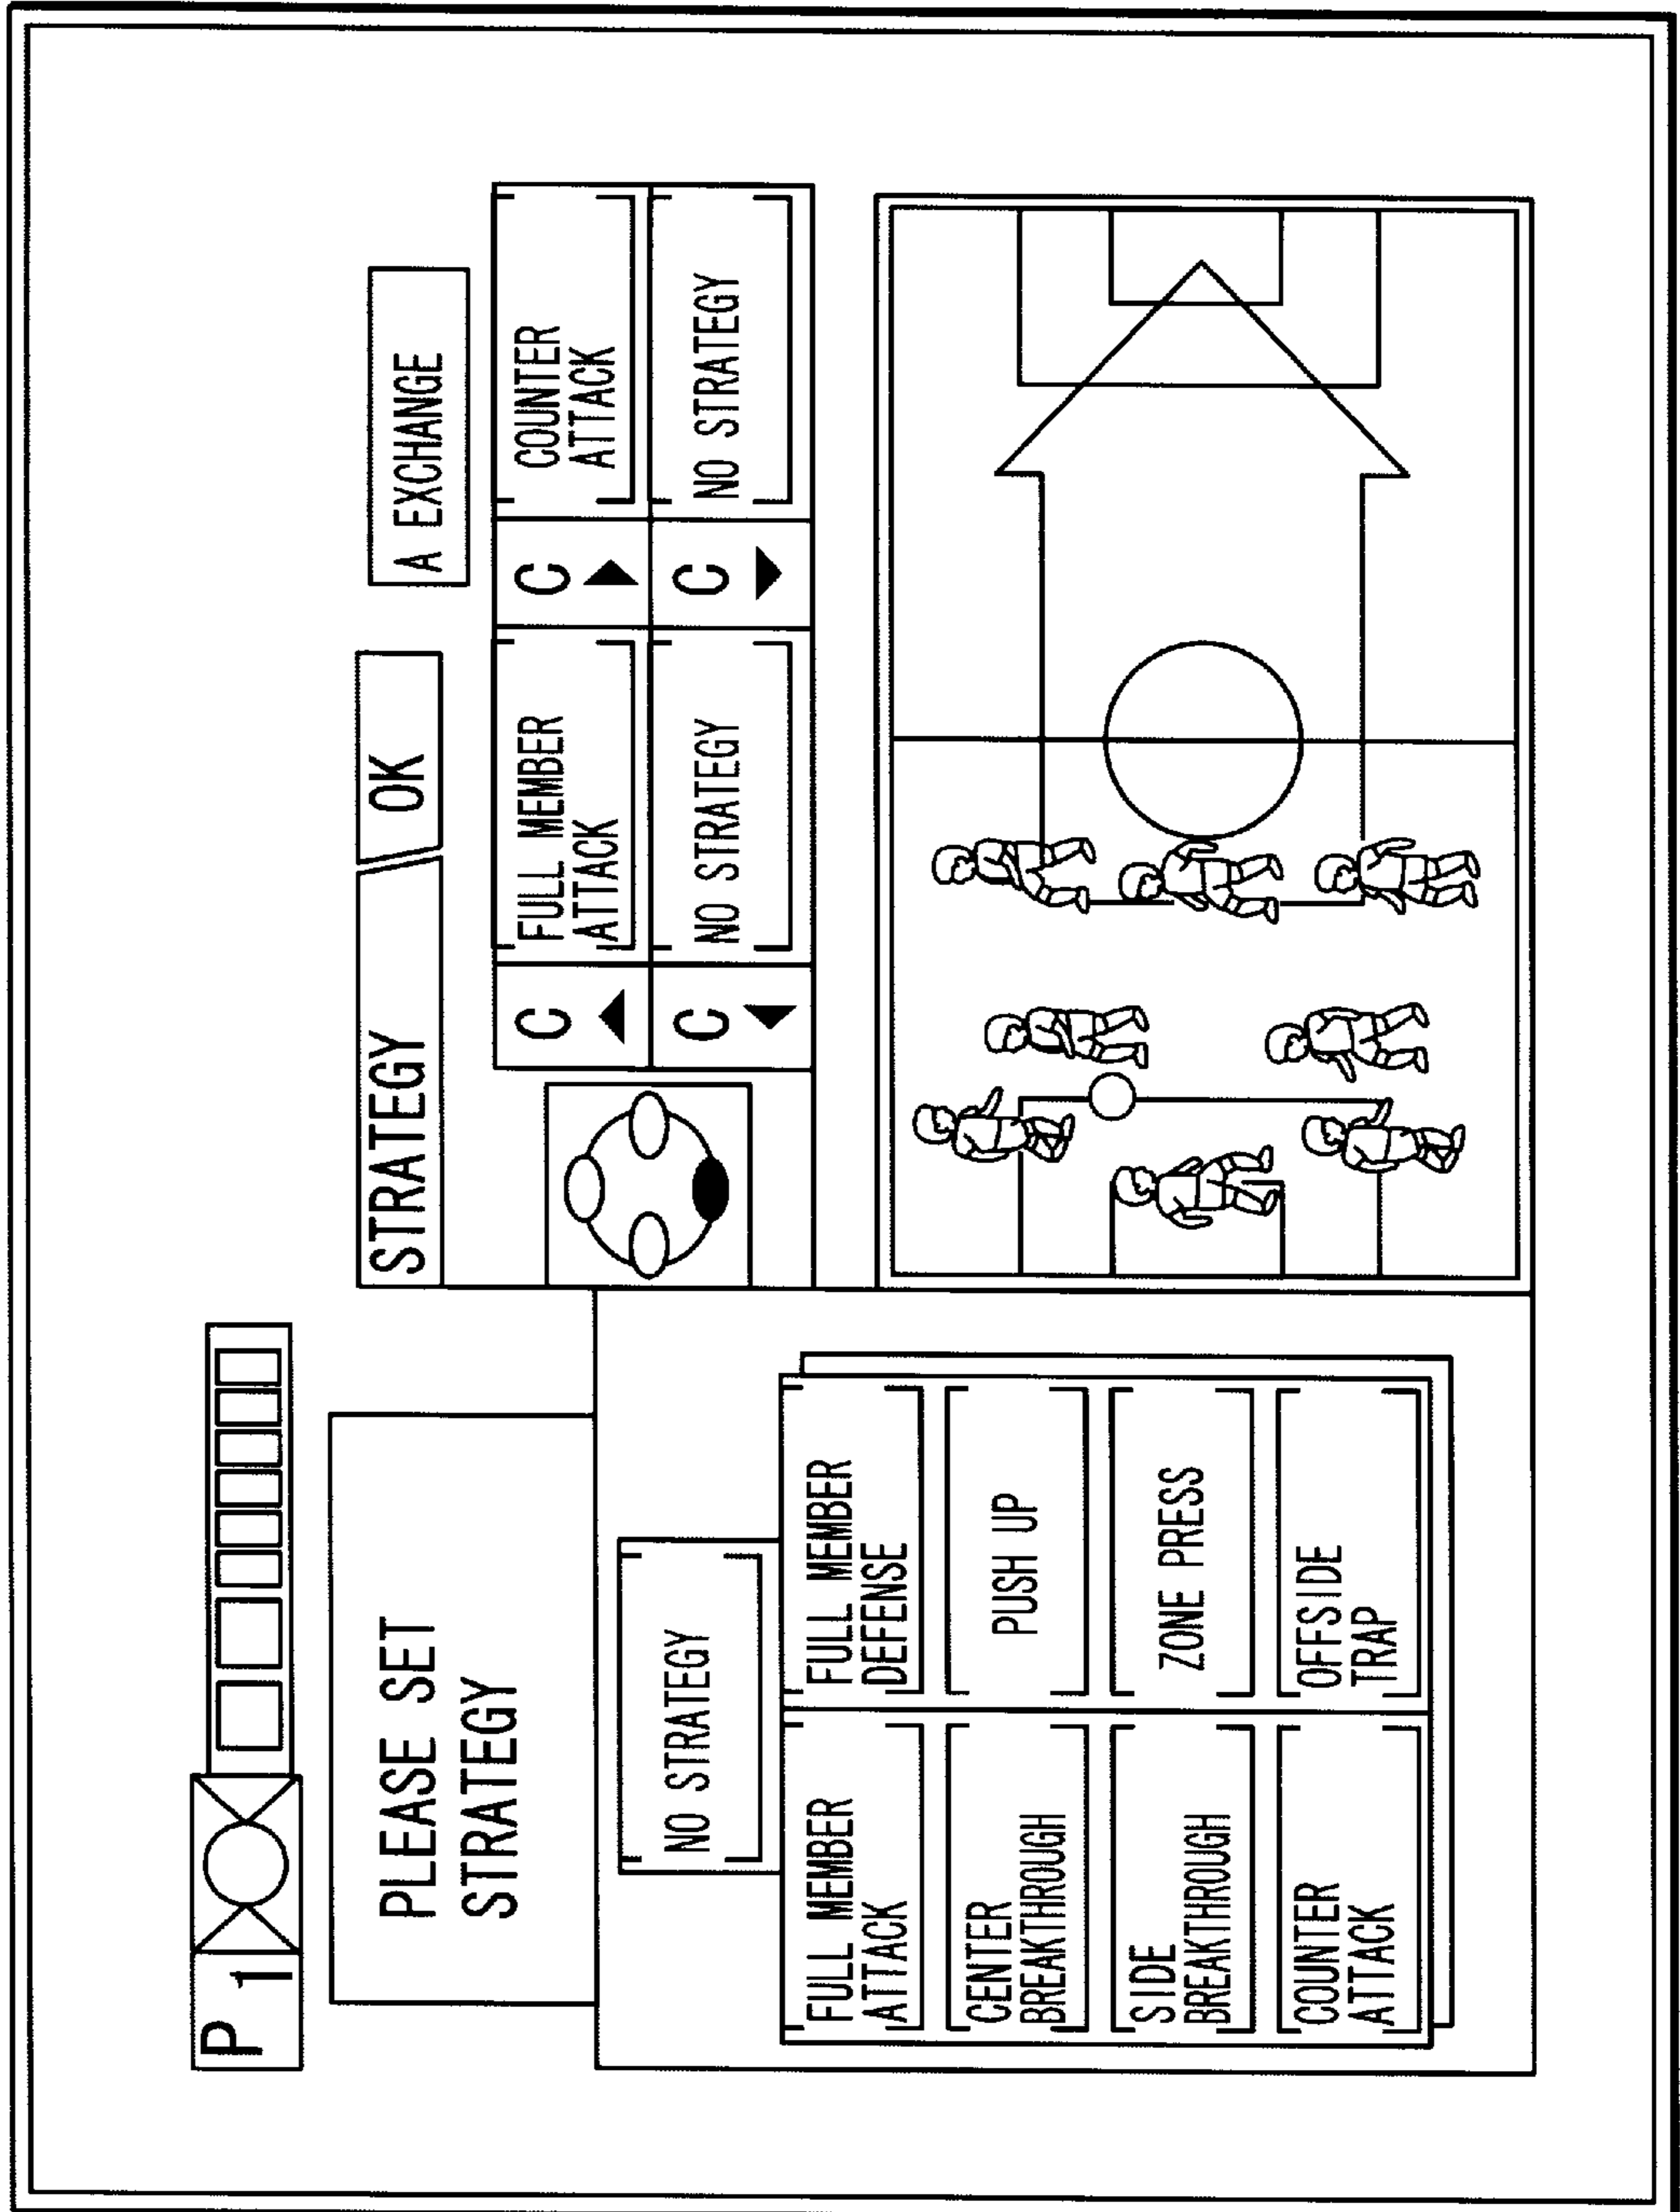 P 1
PLEASE SET
STRATEGY
NO STRATEGY
FULL MEMBER
ATTACK
FULL MEMBER
DEFENSE
CENTER
BREAKTHROUGH
PUSH UP
SIDE
BREAKTHROUGH
ZONE PRESS
COUNTER
ATTACK
OFFSIDE
TRAP
STRATEGY
OK
A EXCHANGE
C
FULL MEMBER
ATTACK
C
COUNTER
ATTACK
C
NO STRATEGY
C
NO STRATEGY